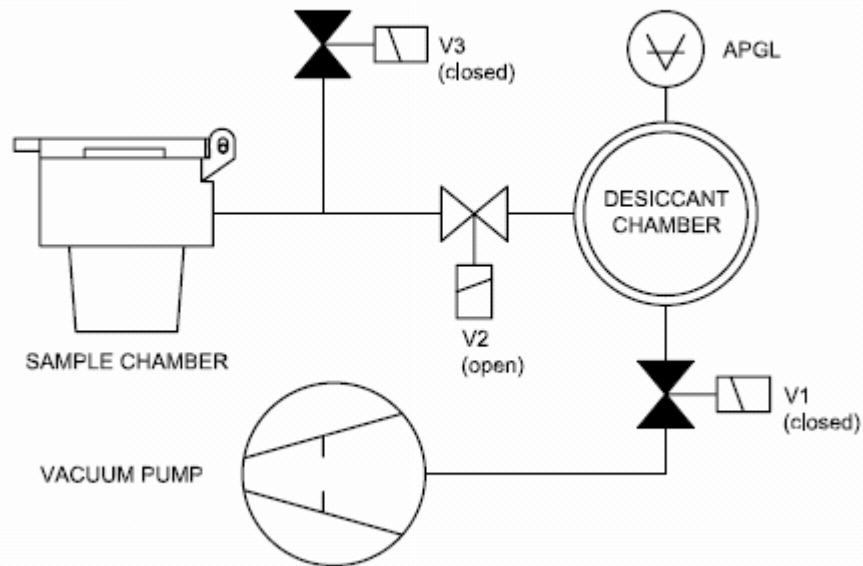 V3
(closed)
APGL
DESICCANT
CHAMBER
SAMPLE CHAMBER
V2
(open)
V1
(closed)
VACUUM PUMP